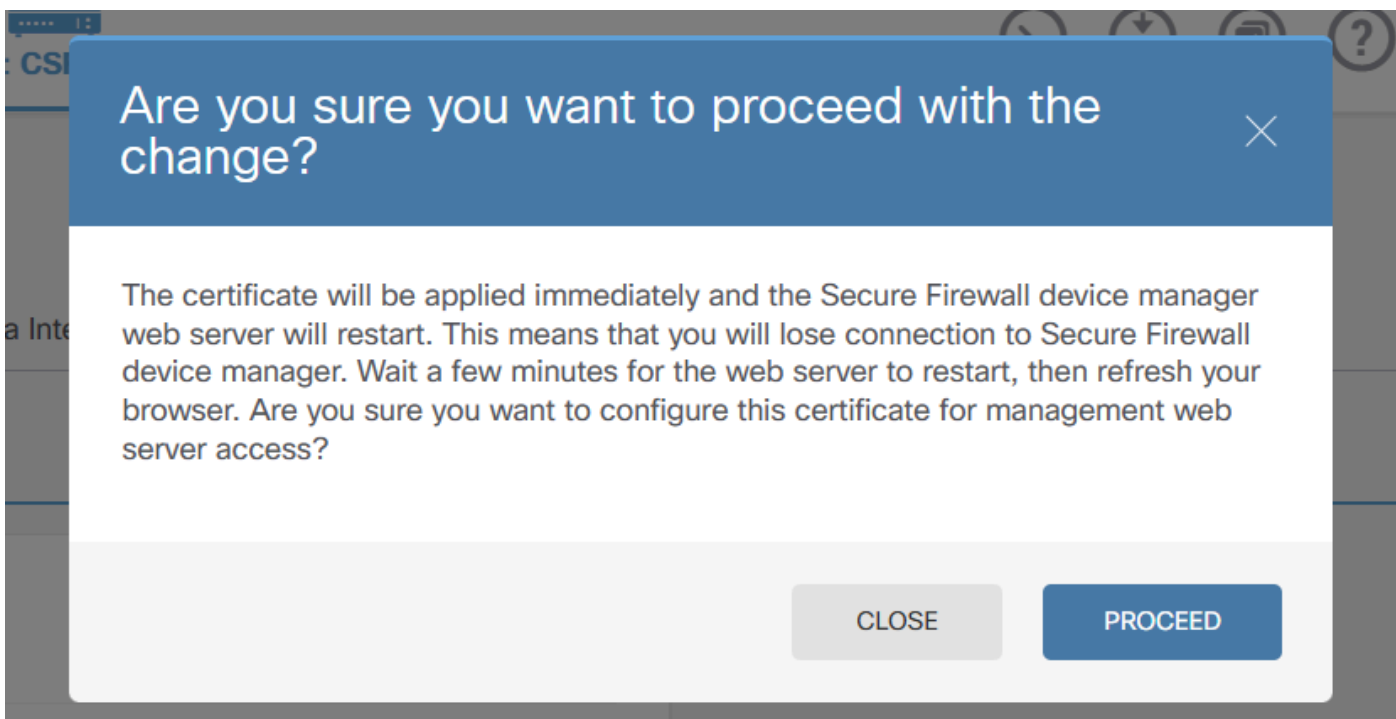 : CSI
Are you sure you want to proceed with the
change?
?
a Inte
The certificate will be applied immediately and the Secure Firewall device manager
web server will restart. This means that you will lose connection to Secure Firewall
device manager. Wait a few minutes for the web server to restart, then refresh your
browser. Are you sure you want to configure this certificate for management web
server access?
CLOSE
PROCEED